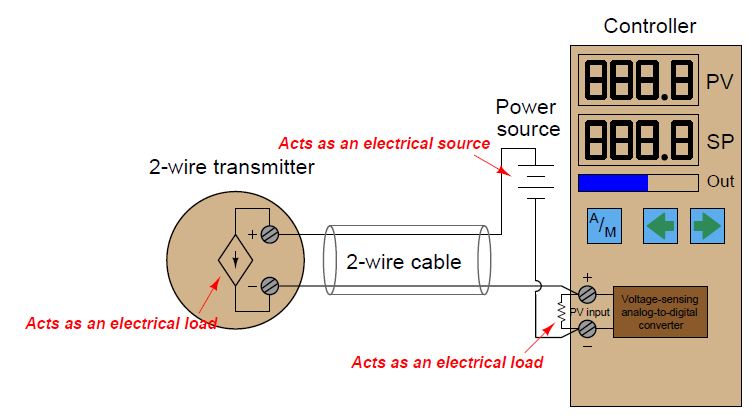 Controller
888.8
PV
Power
source
888.8
SP
Acts as an electrical source
2-wire transmitter
Out
A/M
+
2-wire cable
+
−
Voltage-sensing
analog-to-digital
converter
PV input
Acts as an electrical load
−
Acts as an electrical load